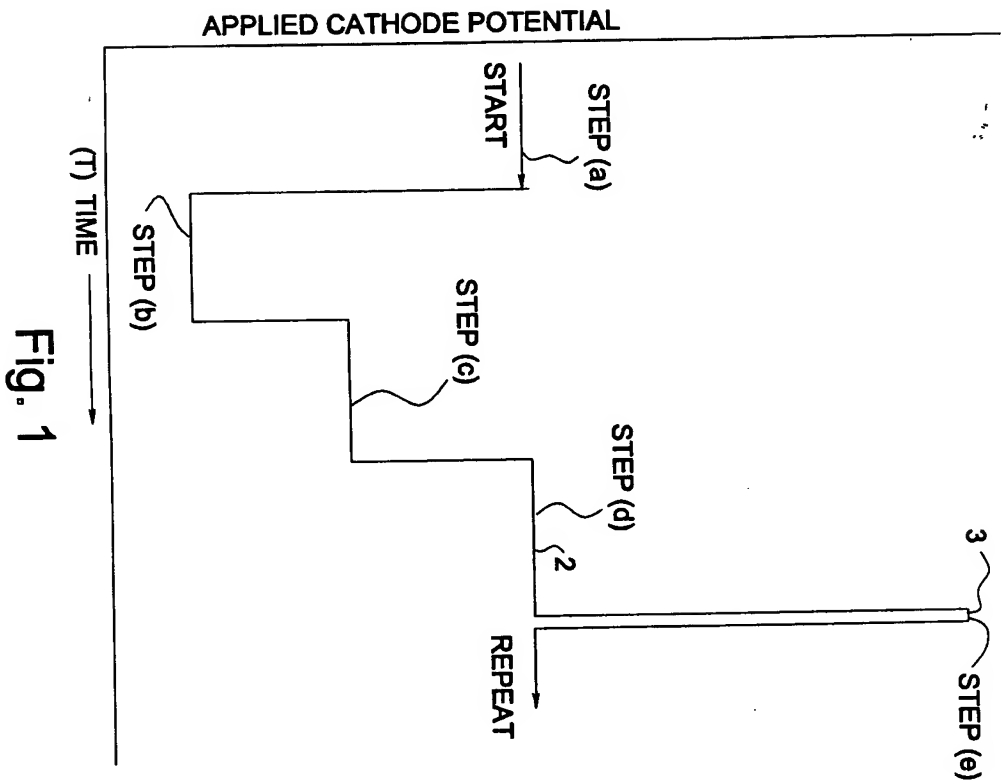 APPLIED CATHODE POTENTIAL
START
STEP (a)
STEP (b)
STEP (c)
STEP (d)
2
3
STEP (e)
REPEAT
(T) TIME
Fig. 1